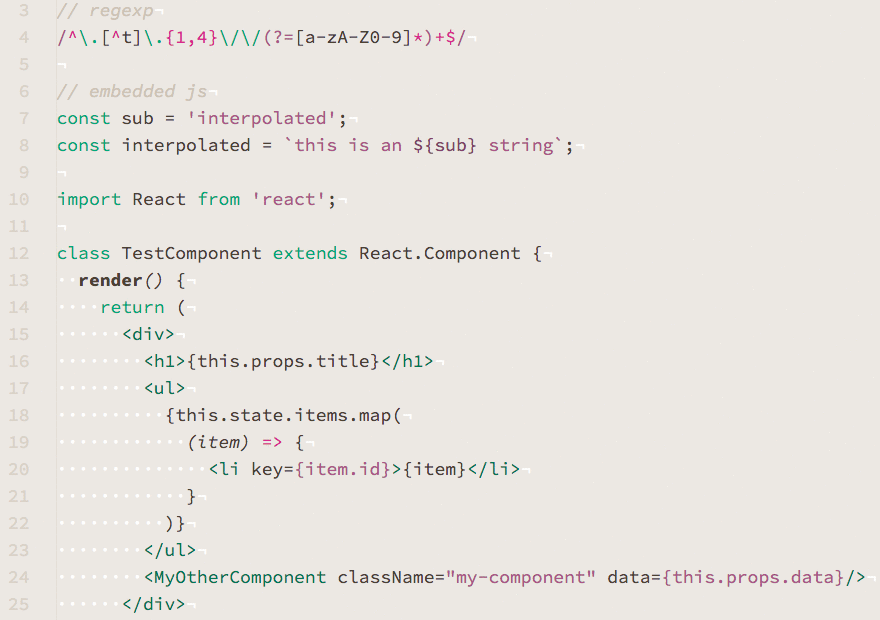 3 // regexp¬
4 /^\.[^t]\.{1,4}\/\/(?=[a-zA-Z0-9]*)+$/¬
5 ¬
6 // embedded js¬
7 const sub = 'interpolated';¬
8 const interpolated = `this is an ${sub} string`;¬
9 ¬
10 import React from 'react';¬
11 ¬
12 class TestComponent extends React.Component {¬
13 ··render() {¬
14 ····return (¬
15 ······<div>¬
16 ········<h1>{this.props.title}</h1>¬
17 ········<ul>¬
18 ··········{this.state.items.map(¬
19 ············(item) => {¬
20 ··············<li key={item.id}>{item}</li>¬
21 ············}¬
22 ··········)}¬
23 ········</ul>¬
24 ········<MyOtherComponent className="my-component" data={this.props.data}/>¬
25 ······</div>¬